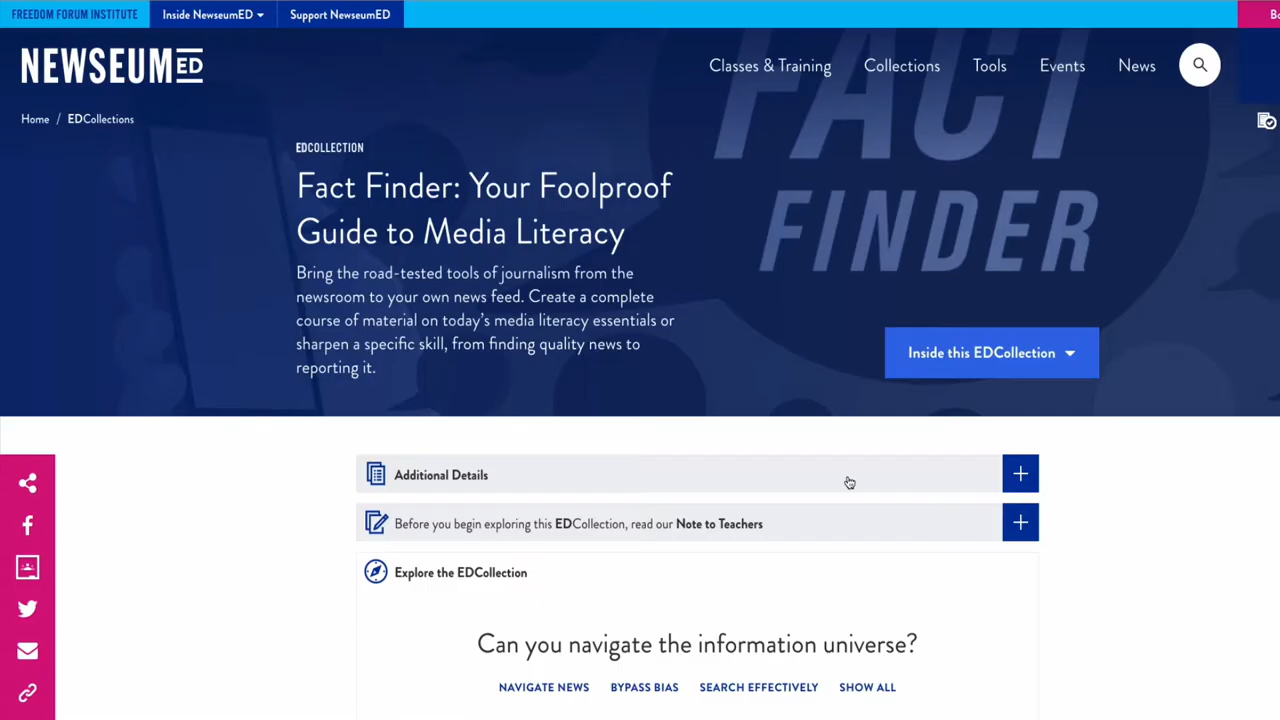 FREEDOM FORUM INSTITUTE
Inside NewseumED
Support NewseumED
NEWSEUMED
Classes & Training
Collections
Tools
Events
News
Home / EDCollections
FACT
FINDER
EDCOLLECTION
Fact Finder: Your Foolproof
Guide to Media Literacy
Bring the road-tested tools of journalism from the
newsroom to your own news feed. Create a complete
course of material on today's media literacy essentials or
sharpen a specific skill, from finding quality news to
reporting it.
Inside this EDCollection
Additional Details
Before you begin exploring this EDCollection, read our Note to Teachers
Explore the EDCollection
Can you navigate the information universe?
NAVIGATE NEWS
BYPASS BIAS
SEARCH EFFECTIVELY
SHOW ALL